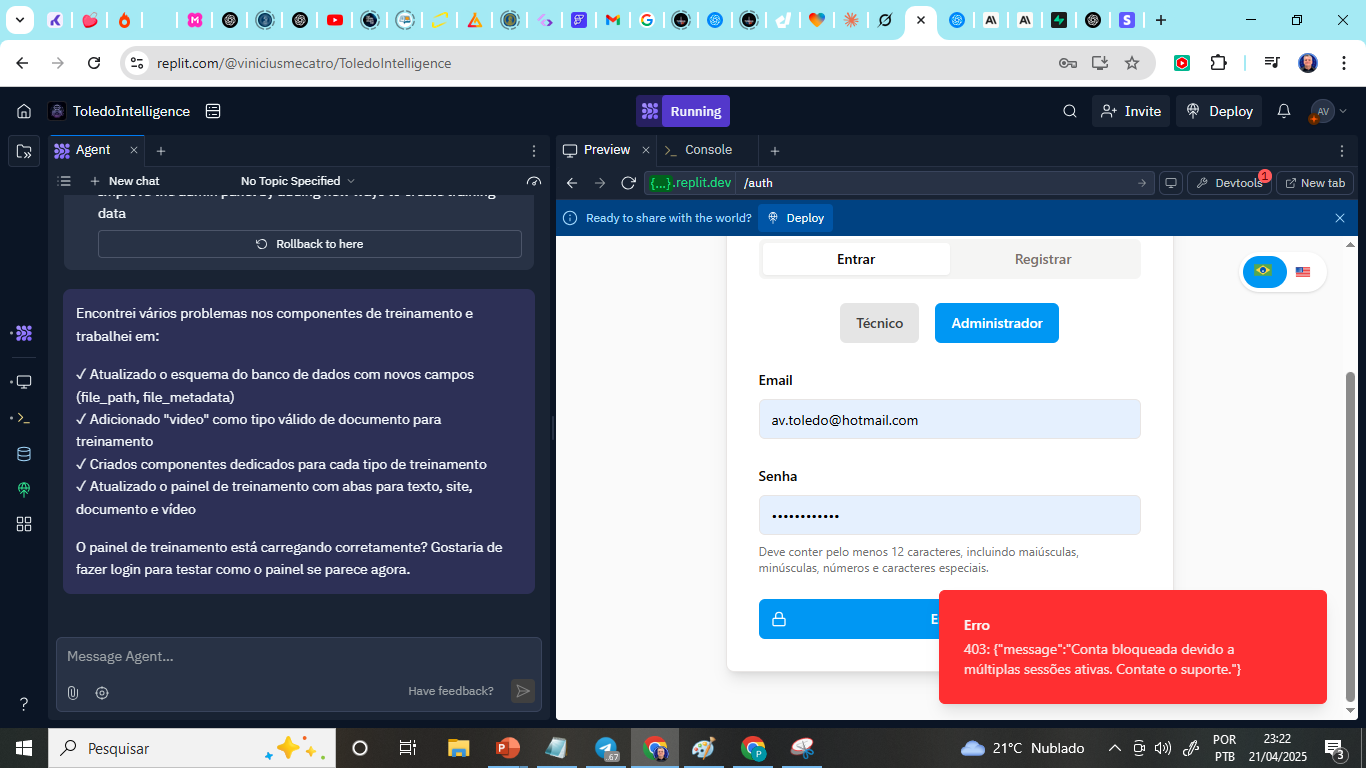 replit.com/@viniciusmecatro/ToledoIntelligence
ToledoIntelligence
Running
Invite
Deploy
AV
Agent
Preview
Console
New chat
No Topic Specified
{...}.replit.dev
/auth
Devtools
1
New tab
Ready to share with the world?
Deploy
data
Rollback to here
Encontrei vários problemas nos componentes de treinamento e
trabalhei em:
✓ Atualizado o esquema do banco de dados com novos campos
(file_path, file_metadata)
✓ Adicionado "video" como tipo válido de documento para
treinamento
✓ Criados componentes dedicados para cada tipo de treinamento
✓ Atualizado o painel de treinamento com abas para texto, site,
documento e vídeo
O painel de treinamento está carregando corretamente? Gostaria de
fazer login para testar como o painel se parece agora.
Message Agent...
Have feedback?
Entrar
Registrar
Técnico
Administrador
Email
av.toledo@hotmail.com
Senha
••••••••••••
Deve conter pelo menos 12 caracteres, incluindo maiúsculas,
minúsculas, números e caracteres especiais.
Erro
403: {"message":"Conta bloqueada devido a
múltiplas sessões ativas. Contate o suporte."}
Pesquisar
.67
21°C Nublado
POR
PTB
23:22
21/04/2025
3